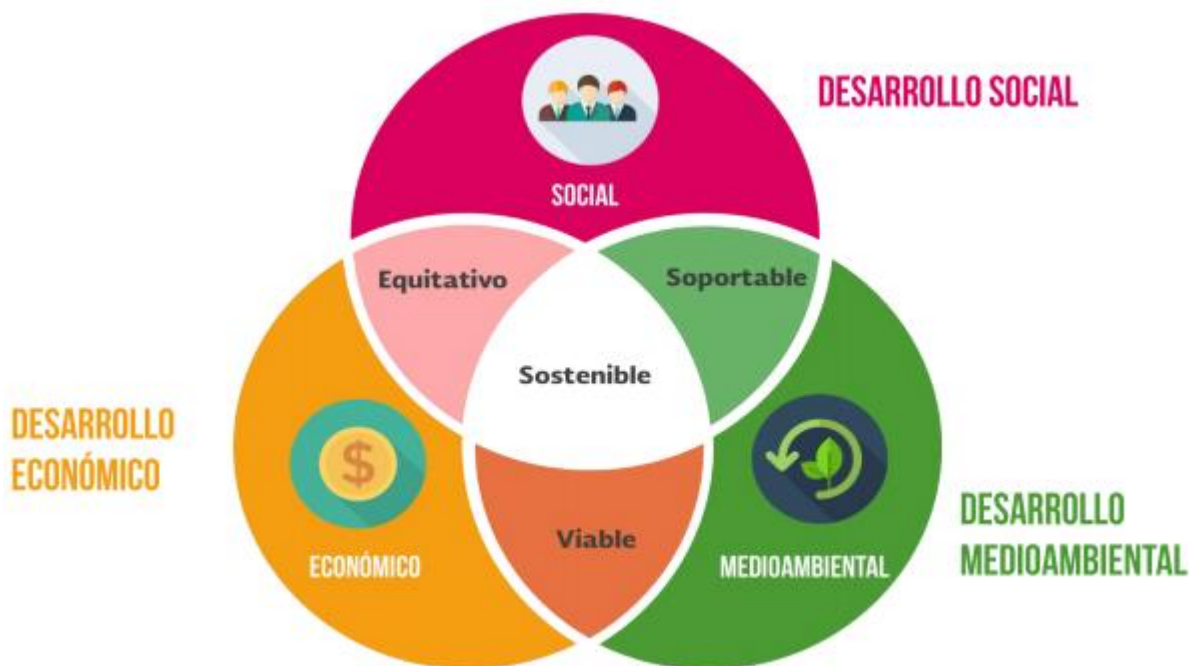 DESARROLLO SOCIAL
SOCIAL
Equitativo
Soportable
Sostenible
DESARROLLO
ECONÓMICO
$
Viable
ECONÓMICO
MEDIOAMBIENTAL
DESARROLLO
MEDIOAMBIENTAL